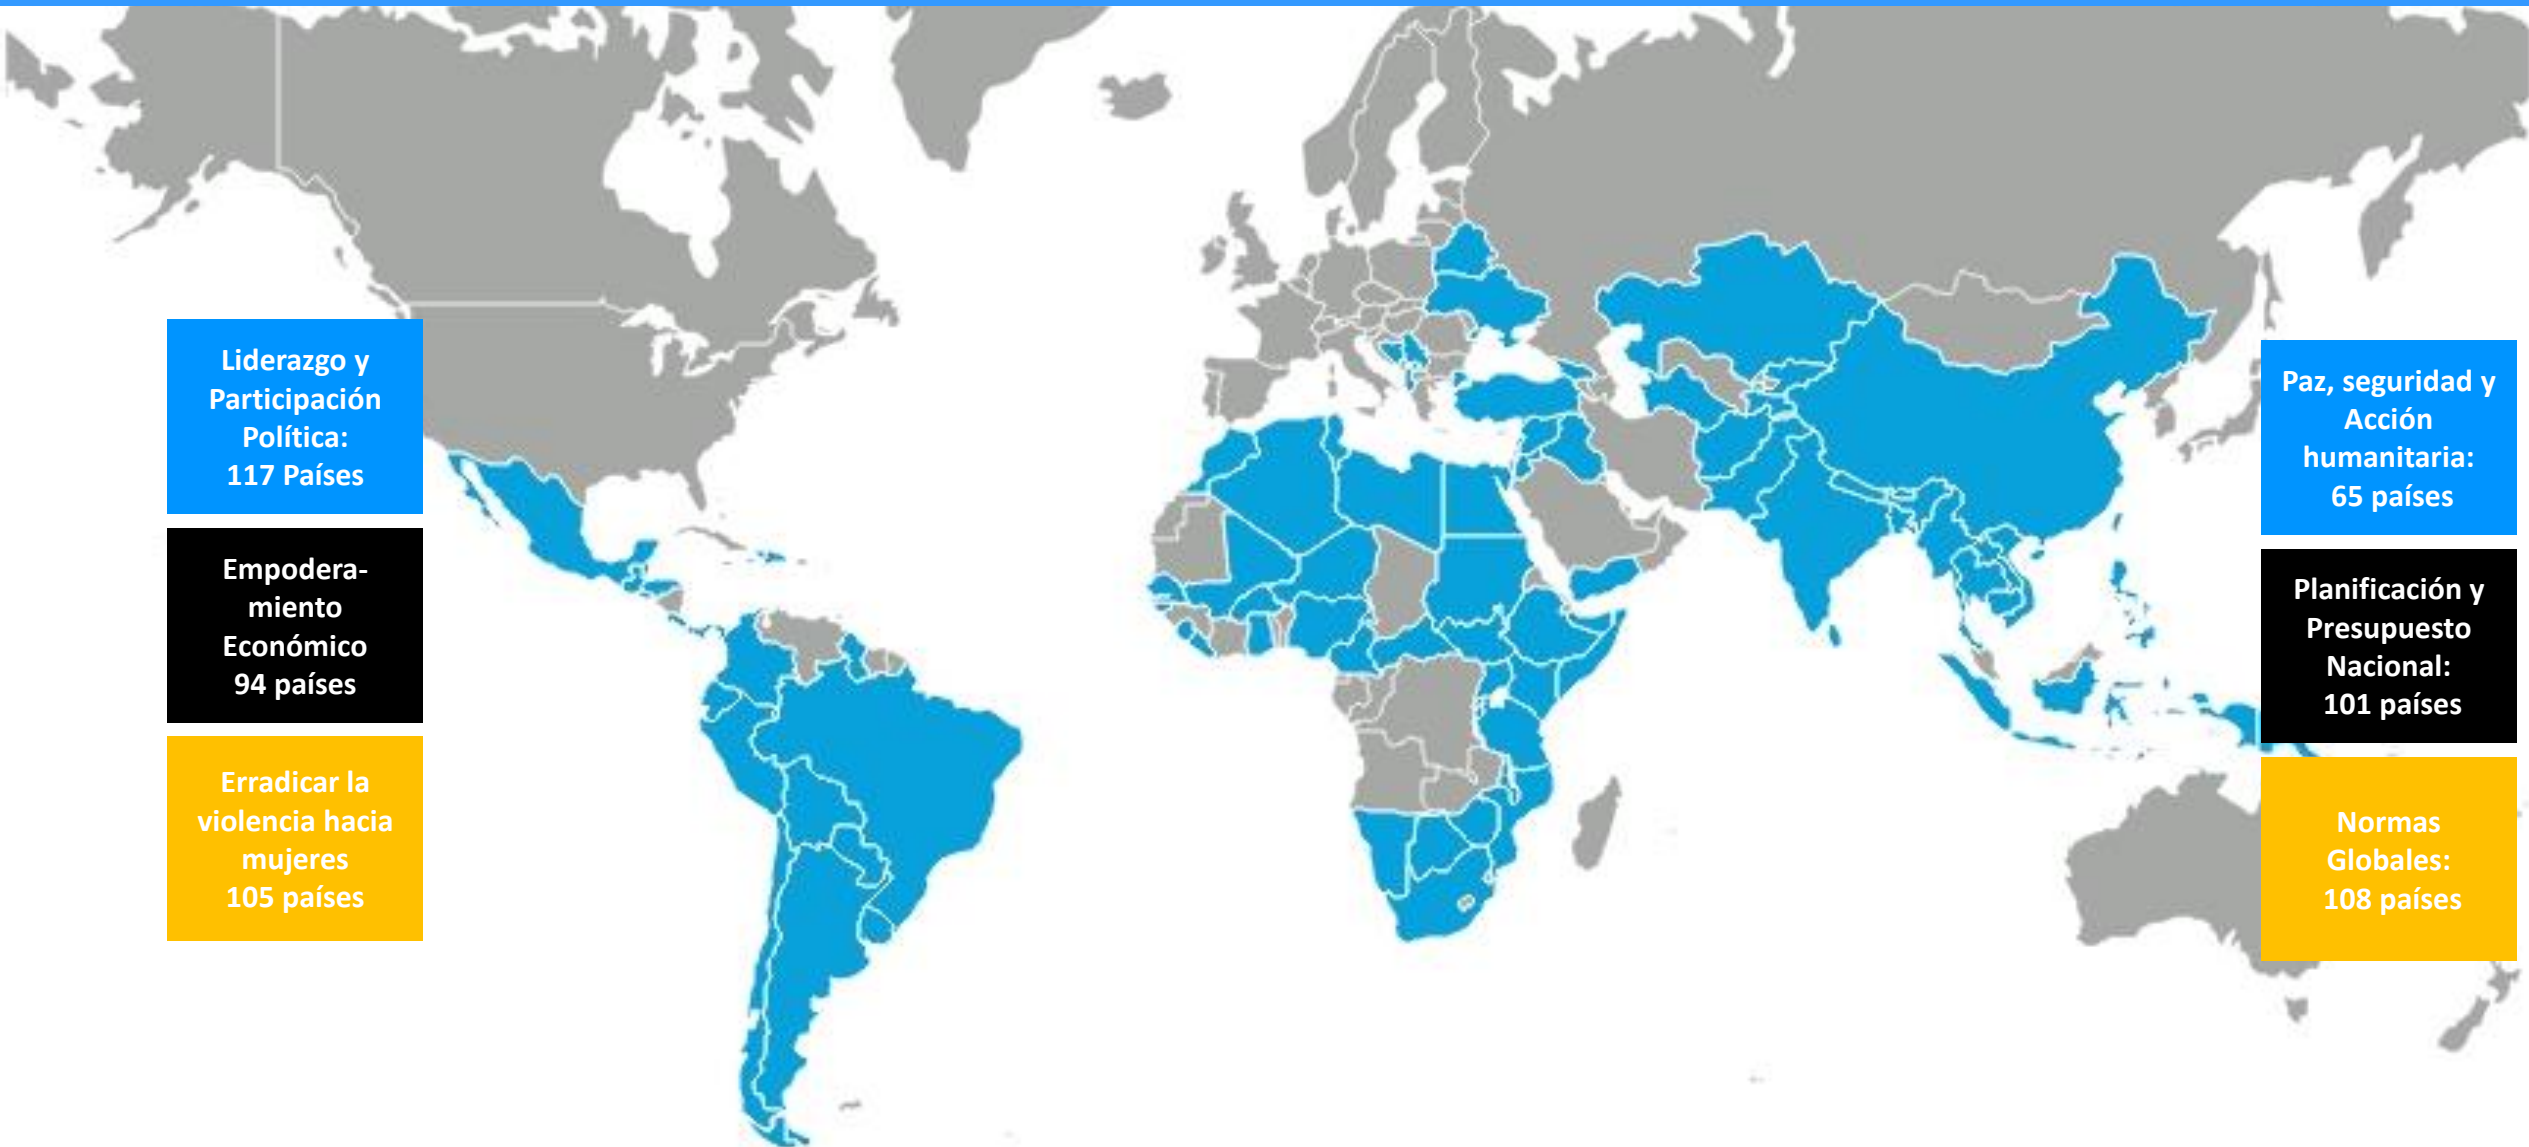 Liderazgo y
Participación
Política:
117 Países
Empodera-
miento
Económico
94 países
Erradicar la
violencia hacia
mujeres
105 países
Paz, seguridad y
Acción
humanitaria:
65 países
Planificación y
Presupuesto
Nacional:
101 países
Normas
Globales:
108 países